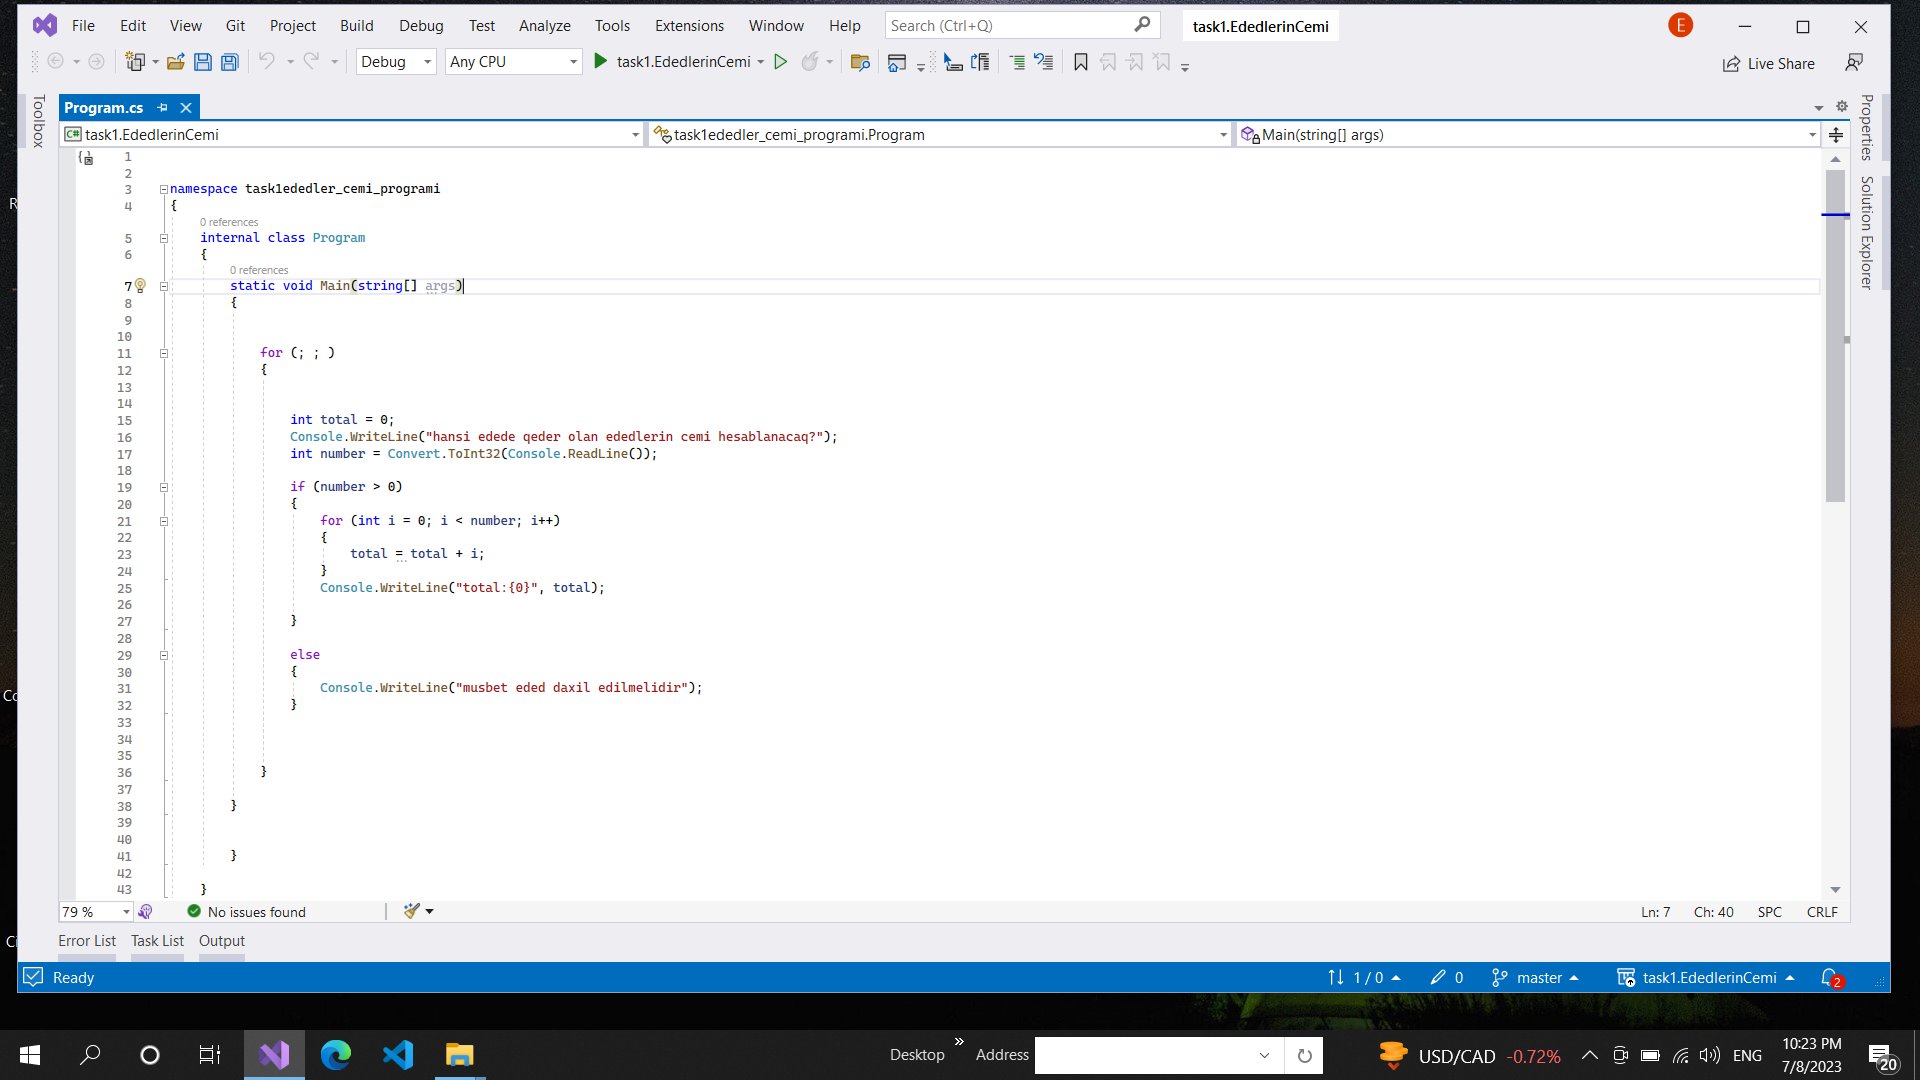 File Edit View Git Project Build Debug Test Analyze Tools Extensions Window Help Search (Ctrl+Q) task1.EdedlerinCemi E
Debug Any CPU task1.EdedlerinCemi Live Share
Toolbox
Program.cs
Properties
Solution Explorer
C# task1.EdedlerinCemi task1ededler_cemi_programi.Program Main(string[] args)
1
2
3 namespace task1ededler_cemi_programi
4 {
0 references
5 internal class Program
6 {
0 references
7 static void Main(string[] args)
8 {
9
10
11 for (; ; )
12 {
13
14
15 int total = 0;
16 Console.WriteLine("hansi edede qeder olan ededlerin cemi hesablanacaq?");
17 int number = Convert.ToInt32(Console.ReadLine());
18
19 if (number > 0)
20 {
21 for (int i = 0; i < number; i++)
22 {
23 total = total + i;
24 }
25 Console.WriteLine("total:{0}", total);
26
27 }
28
29 else
30 {
31 Console.WriteLine("musbet eded daxil edilmelidir");
32 }
33
34
35
36 }
37
38 }
39
40
41 }
42
43 }
79 % No issues found Ln: 7 Ch: 40 SPC CRLF
Error List Task List Output
Ready 1 / 0 0 master task1.EdedlerinCemi 2
Desktop » Address USD/CAD -0.72% ENG 10:23 PM
7/8/2023 20